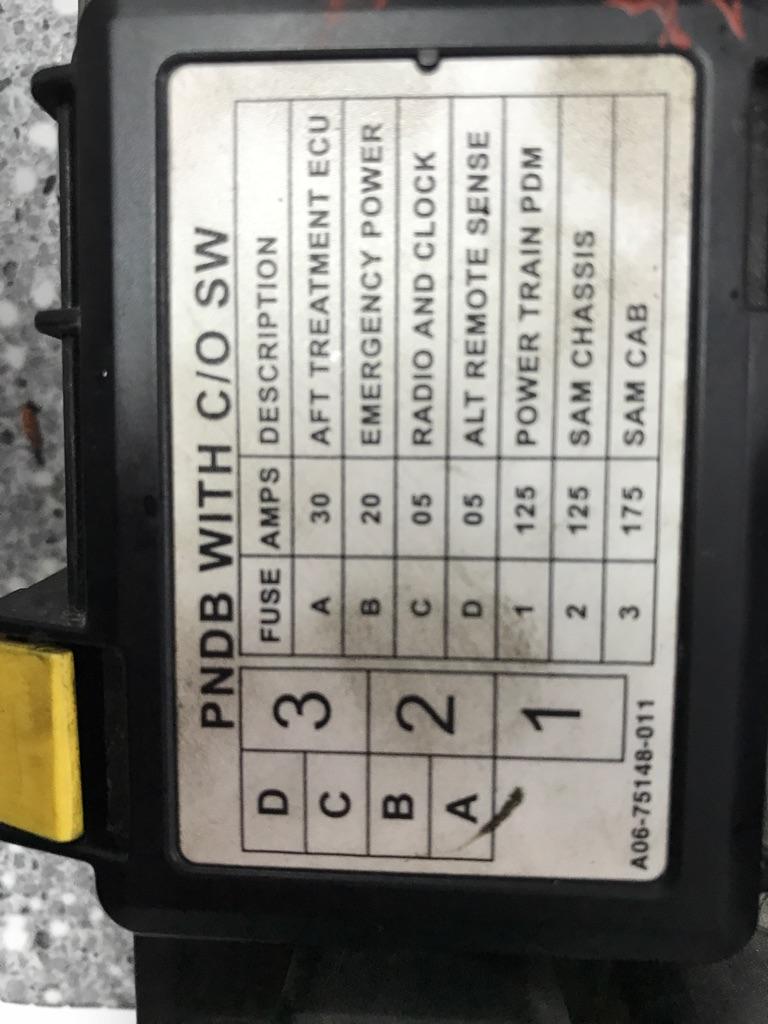 PNDB WITH C/O SW
D 3
C
B 2
A 1
FUSE AMPS DESCRIPTION
A 30 AFT TREATMENT ECU
B 20 EMERGENCY POWER
C 05 RADIO AND CLOCK
D 05 ALT REMOTE SENSE
1 125 POWER TRAIN PDM
2 125 SAM CHASSIS
3 175 SAM CAB
A06-75148-011